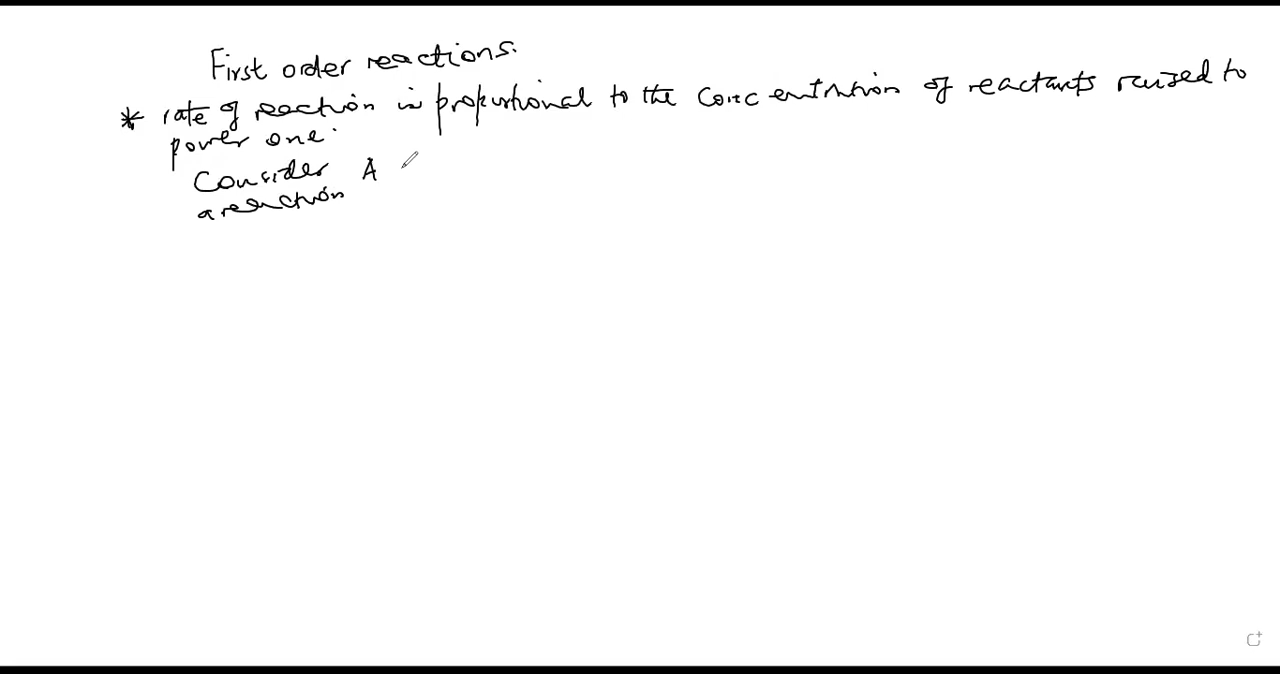 First order reactions.
* rate of reaction is proportional to the concentration of reactants raised to
power one.
Consider A
a reaction